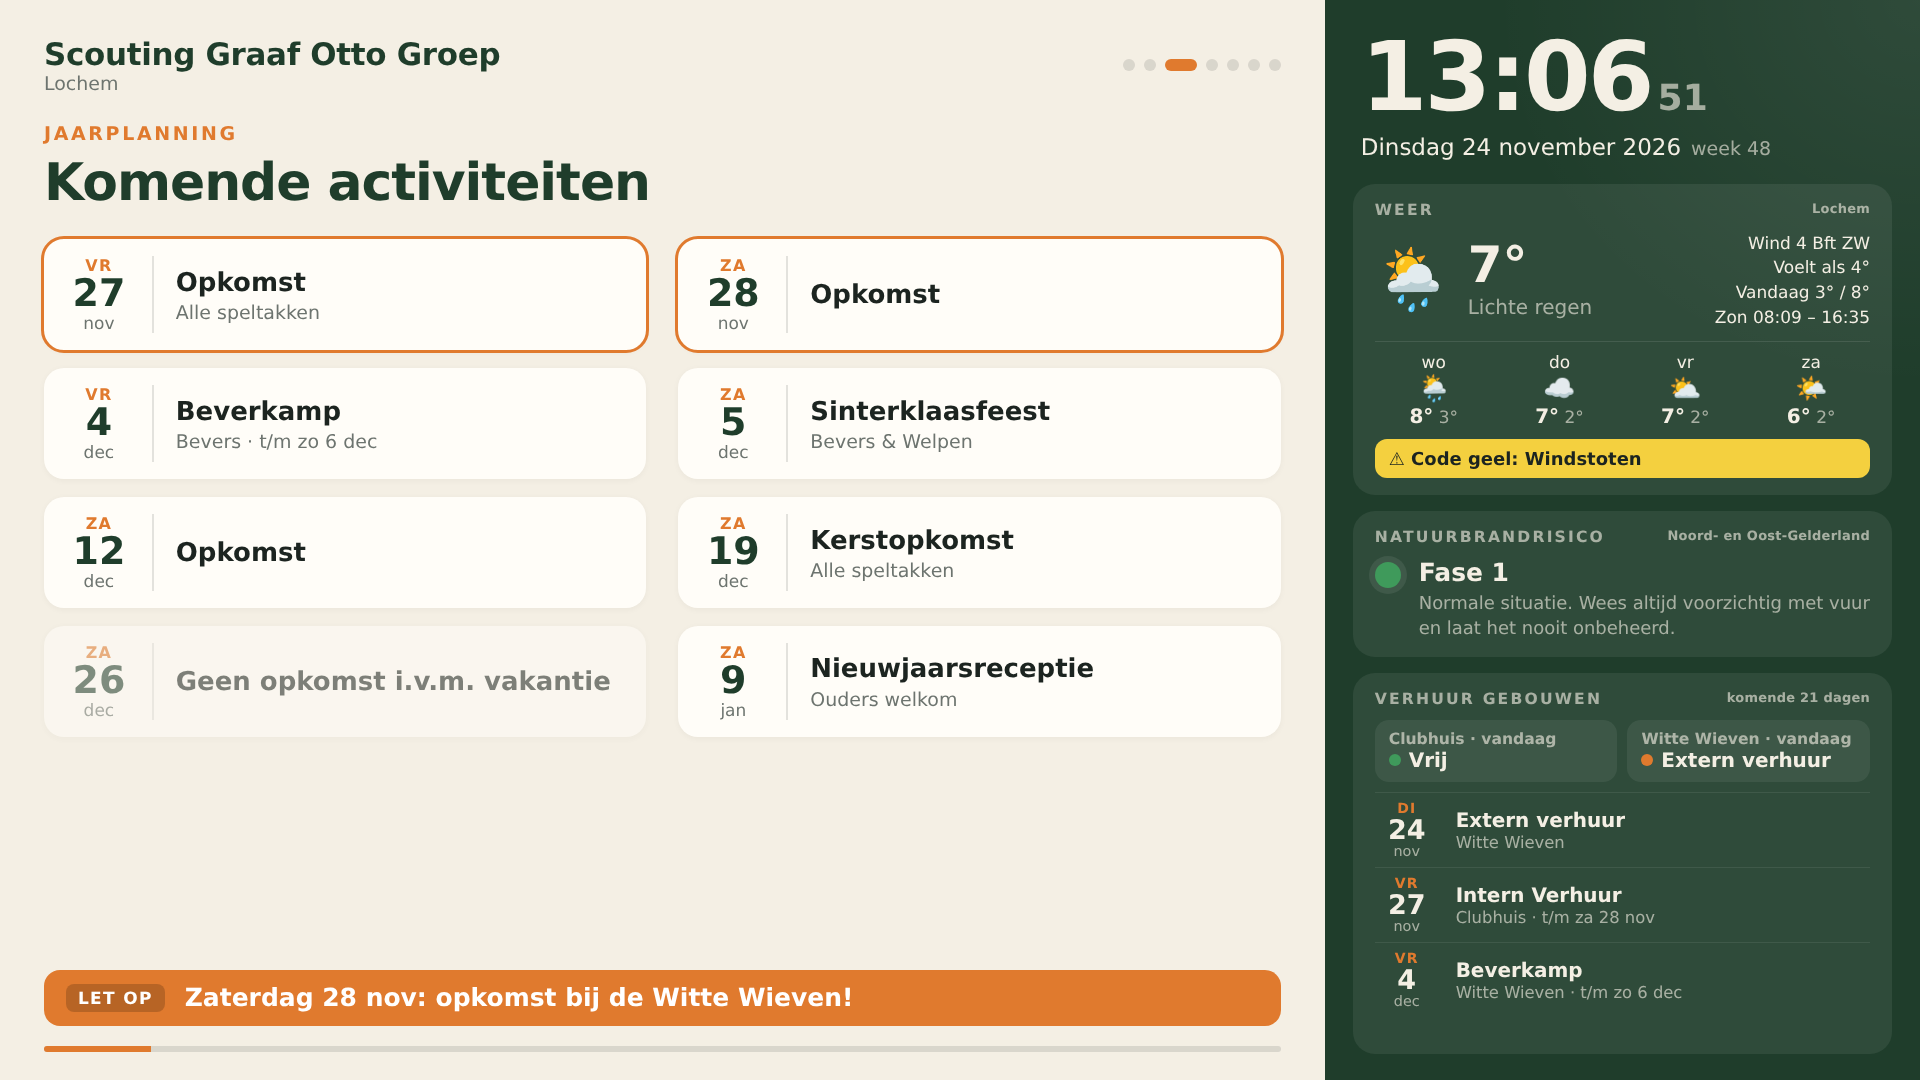 Scouting Graaf Otto Groep
Lochem
JAARPLANNING
Komende activiteiten
VR
27
nov
Opkomst
Alle speltakken
ZA
28
nov
Opkomst
VR
4
dec
Beverkamp
Bevers · t/m zo 6 dec
ZA
5
dec
Sinterklaasfeest
Bevers & Welpen
ZA
12
dec
Opkomst
ZA
19
dec
Kerstopkomst
Alle speltakken
ZA
26
dec
Geen opkomst i.v.m. vakantie
ZA
9
jan
Nieuwjaarsreceptie
Ouders welkom
LET OP Zaterdag 28 nov: opkomst bij de Witte Wieven!
13:06 51
Dinsdag 24 november 2026 week 48
WEER Lochem
7°
Lichte regen
Wind 4 Bft ZW
Voelt als 4°
Vandaag 3° / 8°
Zon 08:09 – 16:35
wo do vr za
8° 3° 7° 2° 7° 2° 6° 2°
⚠ Code geel: Windstoten
NATUURBRANDRISICO Noord- en Oost-Gelderland
Fase 1
Normale situatie. Wees altijd voorzichtig met vuur
en laat het nooit onbeheerd.
VERHUUR GEBOUWEN komende 21 dagen
Clubhuis · vandaag
Vrij
Witte Wieven · vandaag
Extern verhuur
DI
24
nov
Extern verhuur
Witte Wieven
VR
27
nov
Intern Verhuur
Clubhuis · t/m za 28 nov
VR
4
dec
Beverkamp
Witte Wieven · t/m zo 6 dec